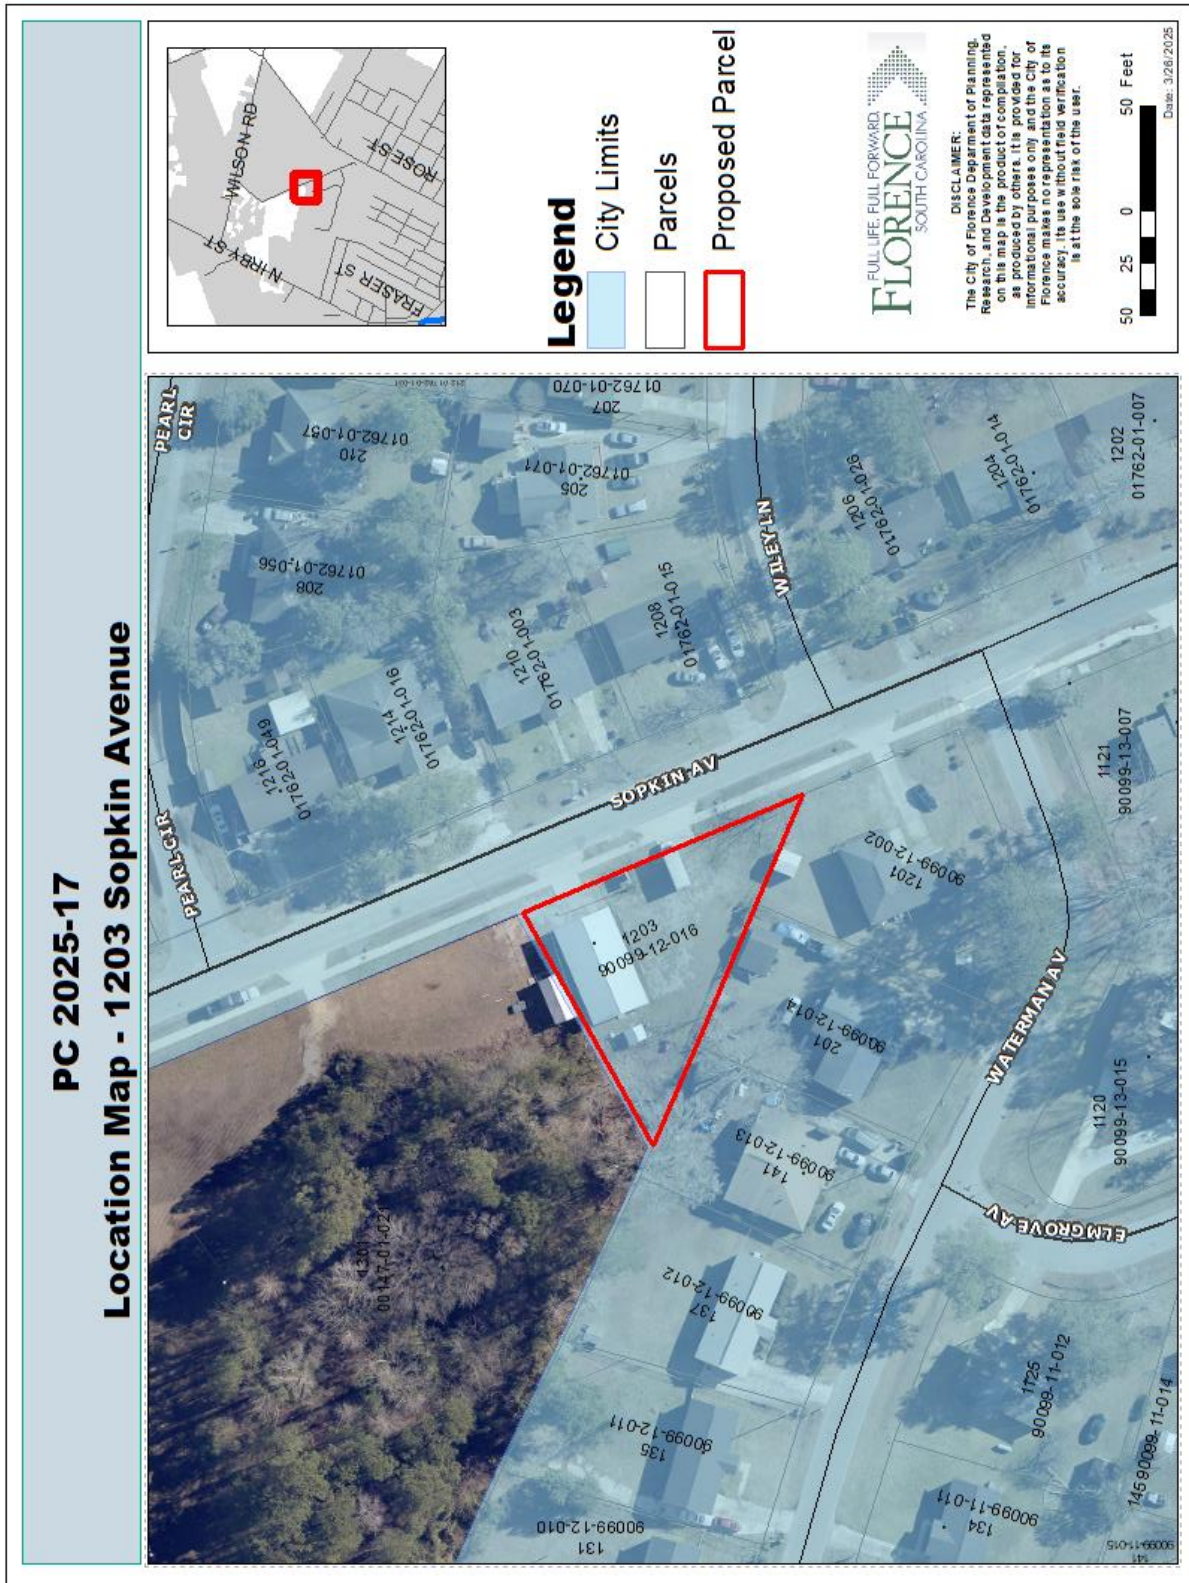 PC 2025-17
Location Map - 1203 Sopkin Avenue
PEARL CIR
PEARL
CIR
1216
01762-01-049
1214
01762-01-016
208
01762-01-056
210
01762-01-057
1210
01762-01-003
205
01762-01-071
207
01762-01-070
1208
01762-01-015
SOPKIN AV
WILEY LN
1206
01762-01-026
1204
01762-01-014
1202
01762-01-007
1301
00147-01-021
1203
90099-12-016
1201
90099-12-002
201
90099-12-014
141
90099-12-013
137
90099-12-012
135
90099-12-011
131
90099-12-010
WATERMAN AV
ELMGROVE AV
1121
90099-13-007
1120
90099-13-015
1125
90099-11-012
145 90099-11-014
134
90099-11-011
141
90099-11-015
WILSON RD
N IRBY ST
FRASER ST
ROSE ST
Legend
City Limits
Parcels
Proposed Parcel
FULL LIFE. FULL FORWARD.
FLORENCE
SOUTH CAROLINA
DISCLAIMER:
The City of Florence Deparment of Planning,
Research, and Development data represented
on this map is the product of compilation,
as produced by others. It is provided for
informational purposes only and the City of
Florence makes no representation as to its
accuracy. Its use without field verification
is at the sole risk of the user.
50 25 0 50 Feet
Date: 3/26/2025